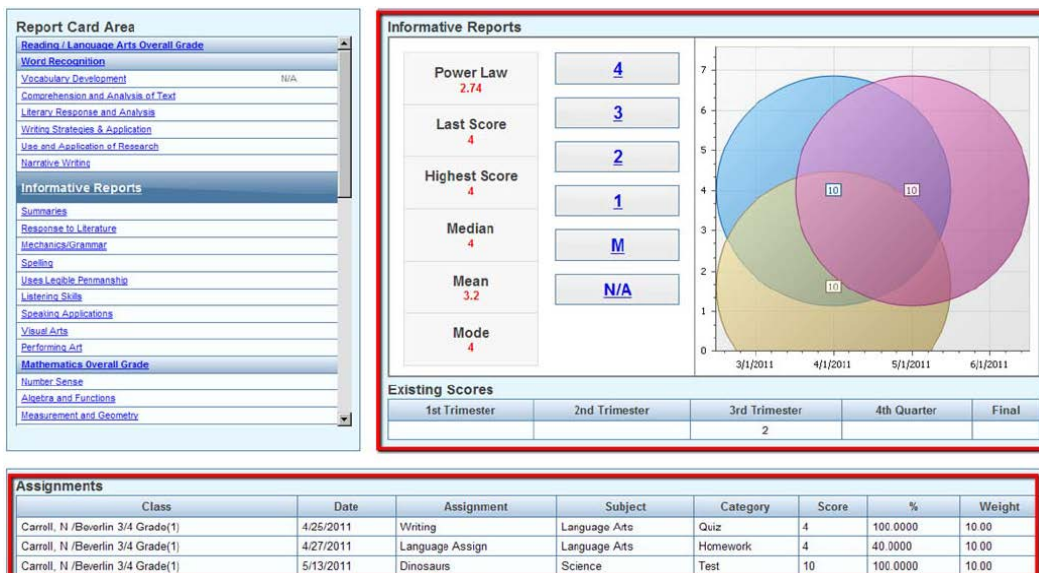 Report Card Area
Reading / Language Arts Overall Grade
Word Recognition
Vocabulary Development N/A
Comprehension and Analysis of Text
Literary Response and Analysis
Writing Strategies & Application
Use and Application of Research
Narrative Writing
Informative Reports
Summaries
Response to Literature
Mechanics/Grammar
Spelling
Uses Legible Penmanship
Listening Skills
Speaking Applications
Visual Arts
Performing Art
Mathematics Overall Grade
Number Sense
Algebra and Functions
Measurement and Geometry
Informative Reports
Power Law
2.74
Last Score
4
Highest Score
4
Median
4
Mean
3.2
Mode
4
4
3
2
1
M
N/A
7
6
5
4
3
2
1
0
10 10
10
3/1/2011 4/1/2011 5/1/2011 6/1/2011
Existing Scores
1st Trimester 2nd Trimester 3rd Trimester 4th Quarter Final
2
Assignments
Class Date Assignment Subject Category Score % Weight
Carroll, N /Beverlin 3/4 Grade(1) 4/25/2011 Writing Language Arts Quiz 4 100.0000 10.00
Carroll, N /Beverlin 3/4 Grade(1) 4/27/2011 Language Assign Language Arts Homework 4 40.0000 10.00
Carroll, N /Beverlin 3/4 Grade(1) 5/13/2011 Dinosaurs Science Test 10 100.0000 10.00